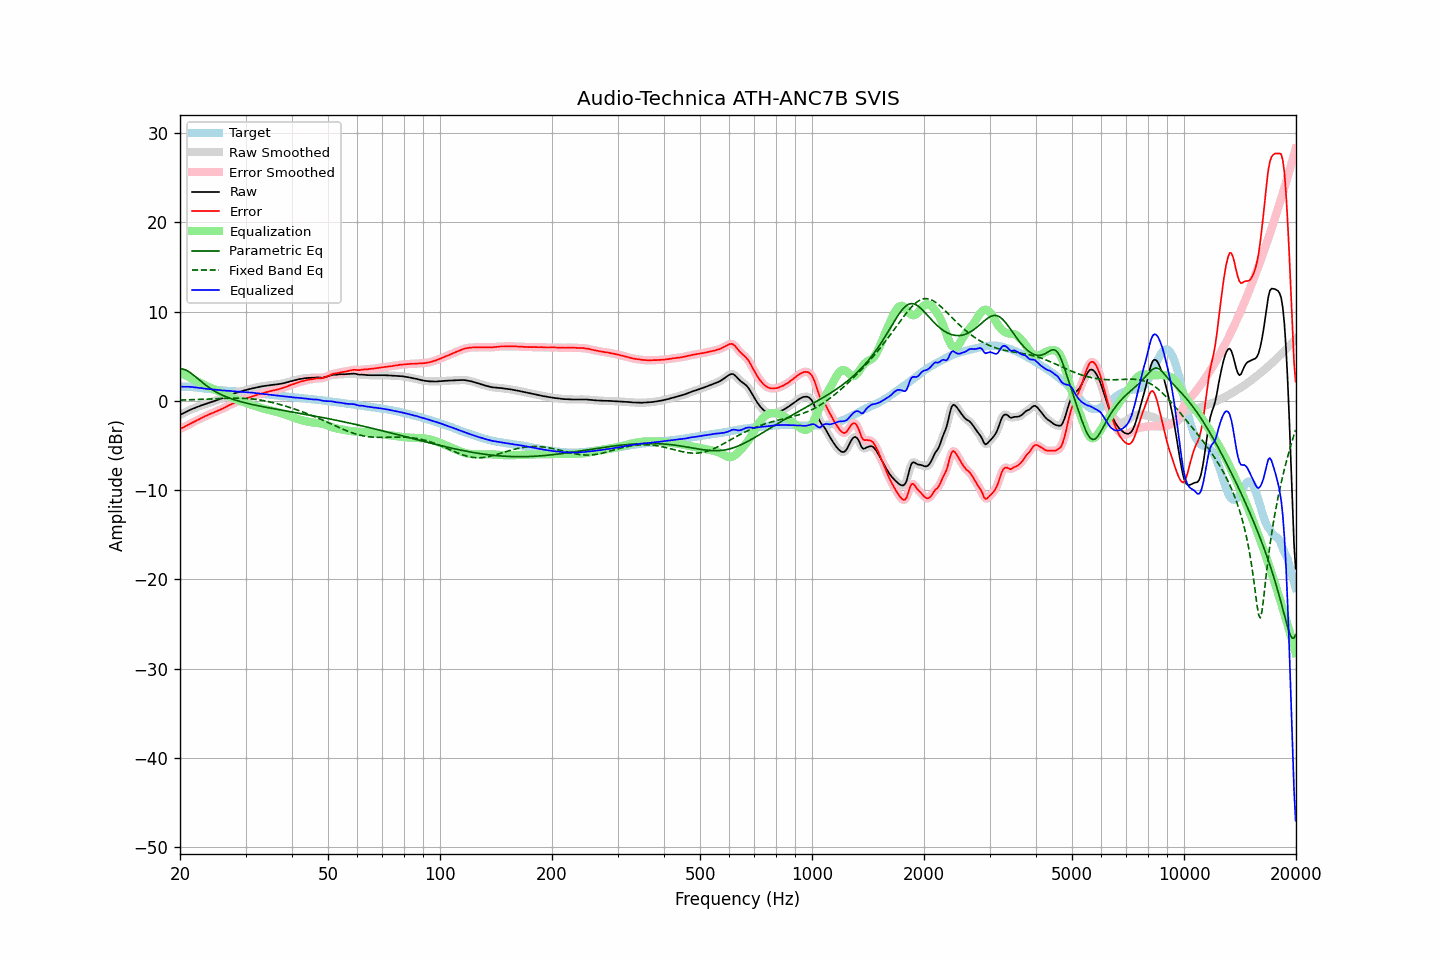 Audio-Technica ATH-ANC7B SVIS
Target
Raw Smoothed
Error Smoothed
Raw
Error
Equalization
Parametric Eq
Fixed Band Eq
Equalized
30
20
10
0
−10
−20
−30
−40
−50
Amplitude (dBr)
20
50
100
200
500
1000
2000
5000
10000
20000
Frequency (Hz)